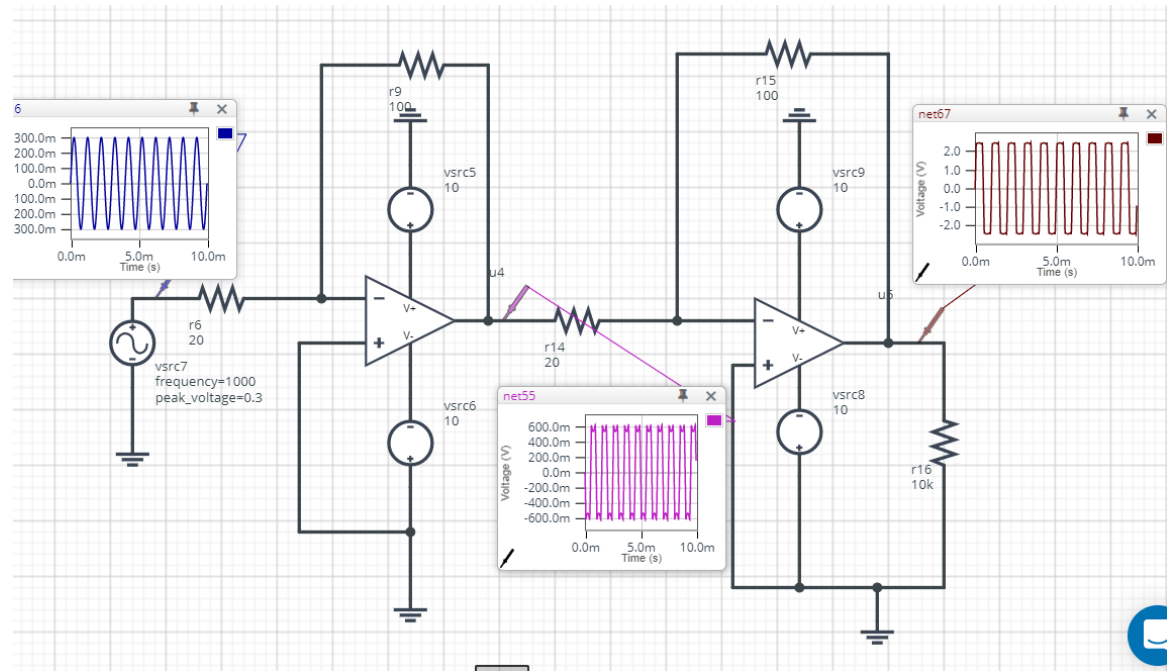 r9
100
r15
100
6
300.0m
200.0m
100.0m
0.0m
100.0m
200.0m
300.0m
0.0m
5.0m
10.0m
Time (s)
vsrc5
10
vsrc9
10
net67
Voltage (V)
2.0
1.0
0.0
-1.0
-2.0
0.0m
5.0m
10.0m
Time (s)
r6
20
vsrc7
frequency=1000
peak_voltage=0.3
-
+
V+
V-
u4
r14
20
-
+
V+
V-
u5
vsrc6
10
vsrc8
10
net55
Voltage (V)
600.0m
400.0m
200.0m
0.0m
-200.0m
-400.0m
-600.0m
0.0m
5.0m
10.0m
Time (s)
r16
10k